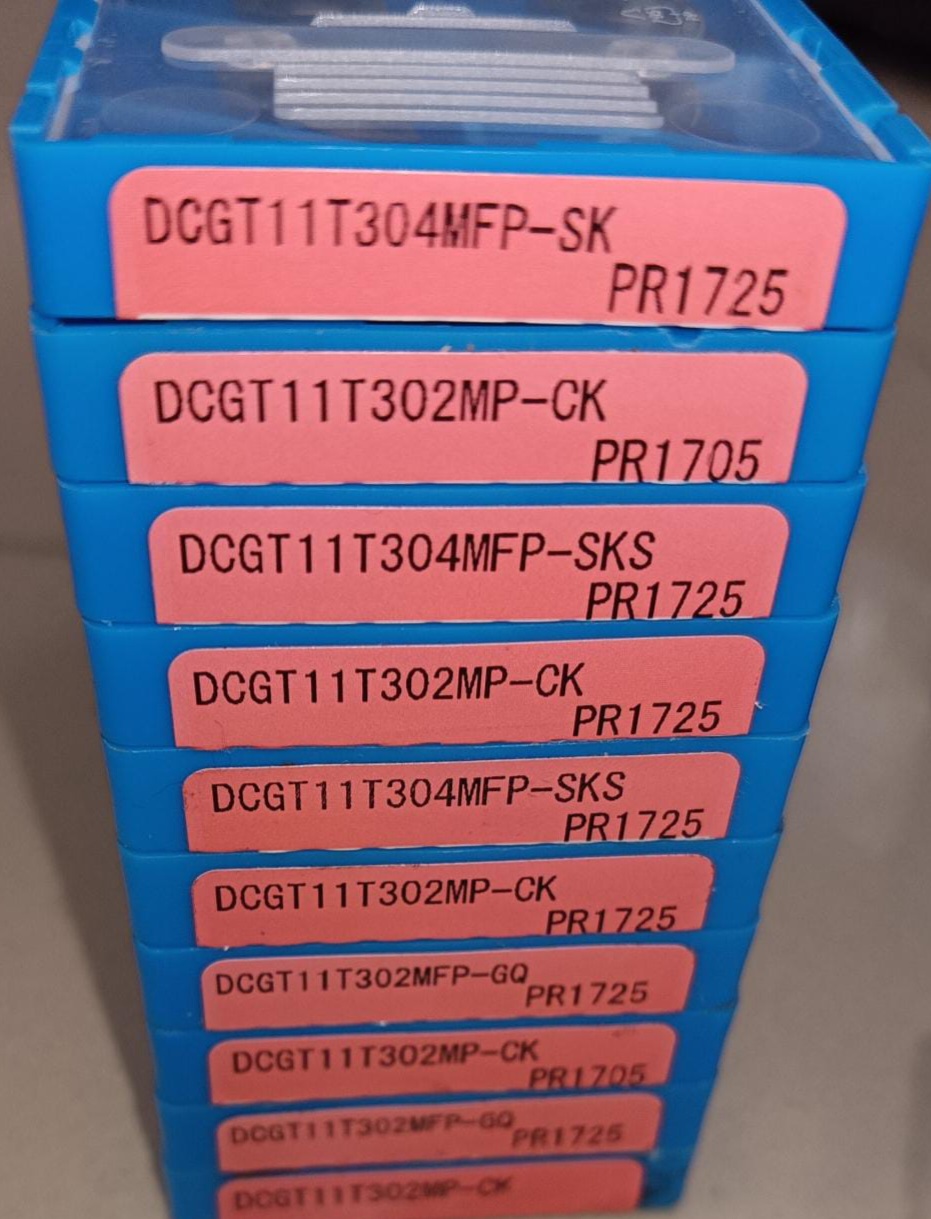 DCGT11T304MFP-SK
PR1725
DCGT11T302MP-CK
PR1705
DCGT11T304MFP-SKS
PR1725
DCGT11T302MP-CK
PR1725
DCGT11T304MFP-SKS
PR1725
DCGT11T302MP-CK
PR1725
DCGT11T302MFP-GQ
PR1725
DCGT11T302MP-CK
PR1705
DCGT11T302MFP-GQ
PR1725
DCGT11T302MP-CK